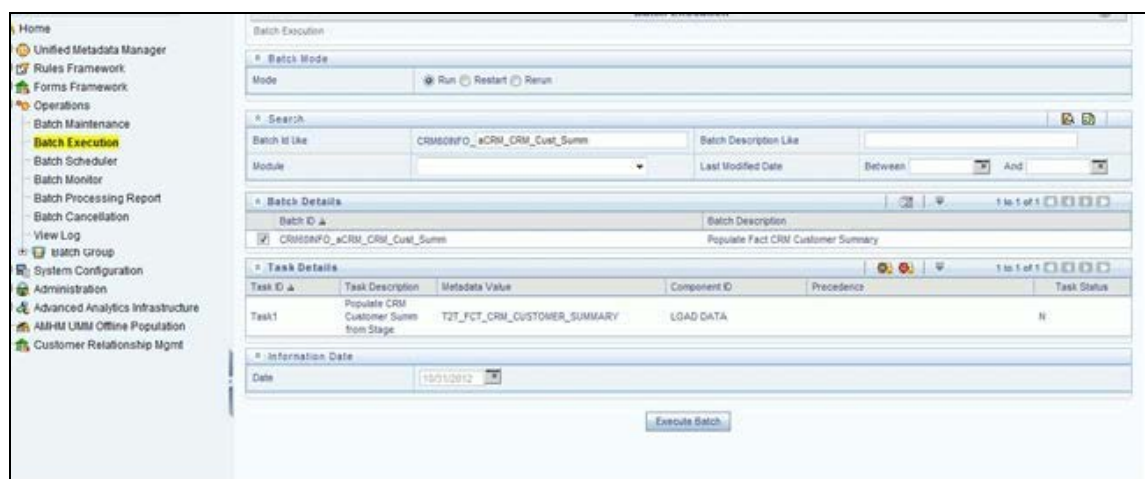 Home
Unified Metadata Manager
Rules Framework
Forms Framework
Operations
Batch Maintenance
Batch Execution
Batch Scheduler
Batch Monitor
Batch Processing Report
Batch Cancellation
View Log
Batch Group
System Configuration
Administration
Advanced Analytics Infrastructure
AMHM UMM Offline Population
Customer Relationship Mgmt
Batch Execution
Batch Execution
Batch Mode
Mode Run Restart Rerun
Search
Batch Id Like CRM60INFO_ aCRM_CRM_Cust_Summ Batch Description Like
Module Last Modified Date Between And
Batch Details 1 to 1 of 1
Batch ID Batch Description
CRM60INFO_aCRM_CRM_Cust_Summ Populate Fact CRM Customer Summary
Task Details 1 to 1 of 1
Task ID Task Description Metadata Value Component ID Precedence Task Status
Task1 Populate CRM Customer Summ from Stage T2T_FCT_CRM_CUSTOMER_SUMMARY LOAD DATA N
Information Date
Date 10/31/2012
Execute Batch